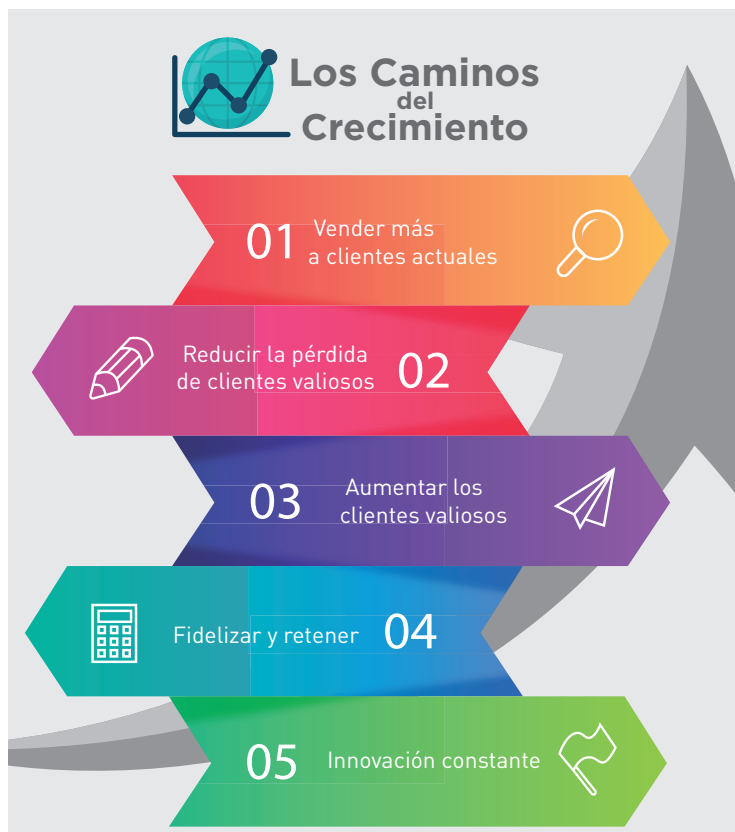 Los Caminos
del
Crecimiento
01
Vender más
a clientes actuales
Reducir la pérdida
de clientes valiosos
02
03
Aumentar los
clientes valiosos
Fidelizar y retener
04
05
Innovación constante